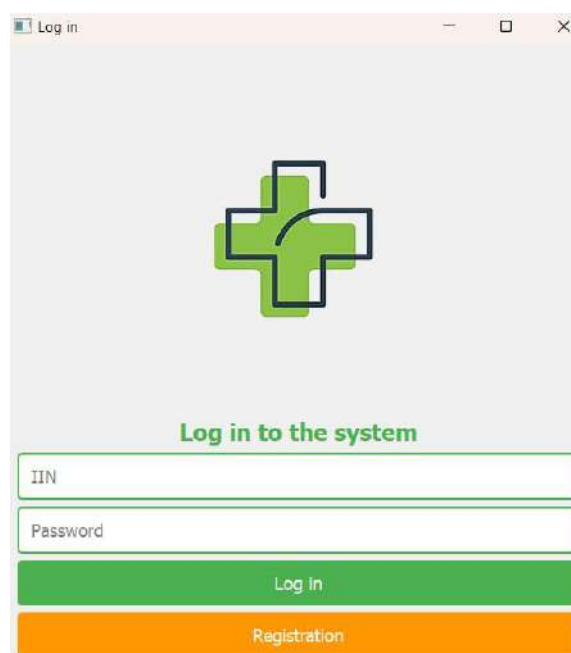 Log in
Log in to the system
IIN
Password
Log in
Registration